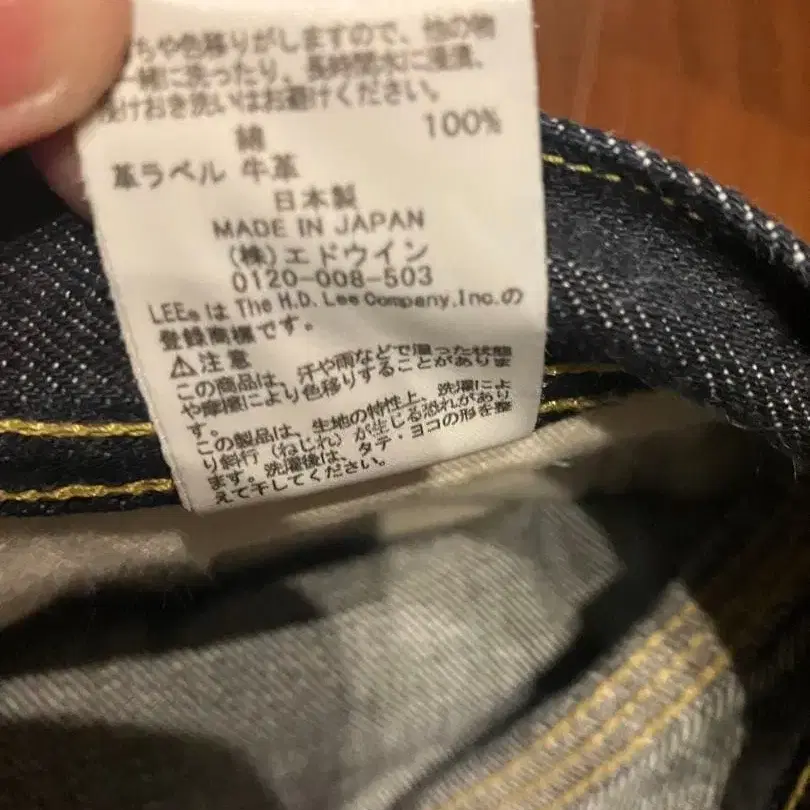 ちや色移りがしますので、他の物
一緒に洗ったり、長時間水に浸漬、
け おき洗いはお避けください。
綿 100%
革ラベル 牛革
日本製
MADE IN JAPAN
(株)エドウイン
0120-008-503
LEE®は The H.D. Lee Company,Inc.の
登録商標です。
⚠注意
この商品は、汗や雨などで湿った状態
や摩擦により色移りすることがありま
す。
この製品は、生地の特性上、洗濯によ
り斜行(ねじれ)が生じる恐れがあり
ます。洗濯後は、タテ・ヨコの形を整
えて干してください。